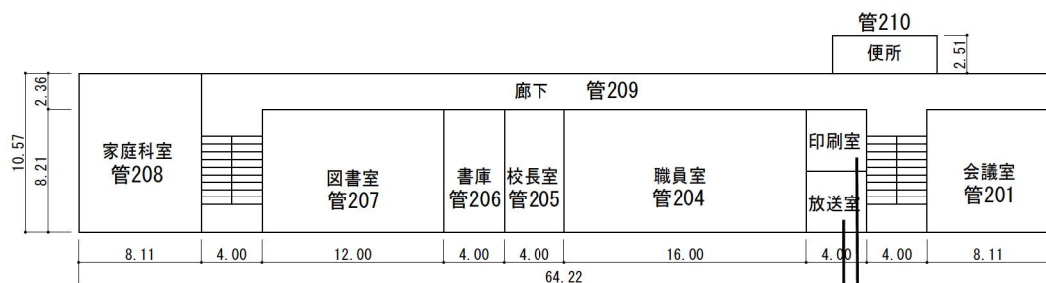 管210
便所
2.51
廊下 管209
2.36
10.57
8.21
家庭科室
管208
図書室
管207
書庫
管206
校長室
管205
職員室
管204
印刷室
放送室
会議室
管201
8.11 4.00 12.00 4.00 4.00 16.00 4.00 4.00 8.11
64.22